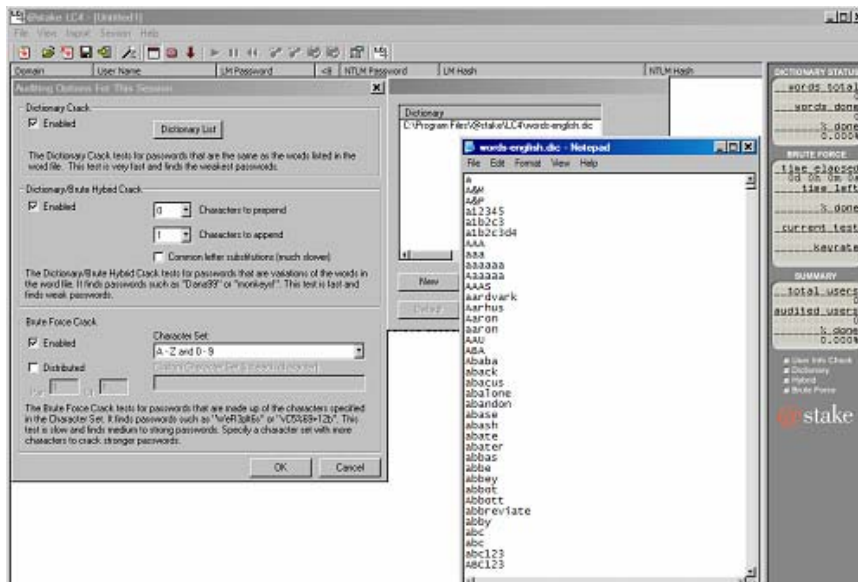 @stake LC4 - [Untitled1]
File View Import Session Help
Domain User Name LM Password <8 NTLM Password LM Hash NTLM Hash
Auditing Options For This Session
Dictionary Crack
Enabled
Dictionary List
The Dictionary Crack tests for passwords that are the same as the words listed in the
word file. This test is very fast and finds the weakest passwords.
Dictionary/Brute Hybrid Crack
Enabled
0 Characters to prepend
1 Characters to append
Common letter substitutions (much slower)
The Dictionary/Brute Hybrid Crack tests for passwords that are variations of the words in
the word file. It finds passwords such as "Dana99" or "monkeys!". This test is fast and
finds weak passwords.
Brute Force Crack
Enabled
Character Set:
A - Z and 0 - 9
Distributed
The Brute Force Crack tests for passwords that are made up of the characters specified
in the Character Set. It finds passwords such as "WeR3plt6s" or "vC5%69+12b". This
test is slow and finds medium to strong passwords. Specify a character set with more
characters to crack stronger passwords.
OK Cancel
Dictionary
C:\Program Files\@stake\LC4\words-english.dic
New
words-english.dic - Notepad
File Edit Format View Help
A
A&M
A&P
a12345
a1b2c3
a1b2c3d4
AAA
aaa
aaaaaa
Aaaaaa
AAAS
aardvark
Aarhus
Aaron
aaron
AAU
ABA
Ababa
aback
abacus
abalone
abandon
abase
abash
abate
abater
abbas
abbe
abbey
abbot
Abbott
abbreviate
abby
abc
abc
abc123
ABC123
DICTIONARY STATUS
words total
words done
% done
0.000%
BRUTE FORCE
time elapsed
0d 0h 0m 0s
time left
% done
current test
keyrate
SUMMARY
total users
audited users
% done
0.000%
User Info Check
Dictionary
Hybrid
Brute Force
@stake